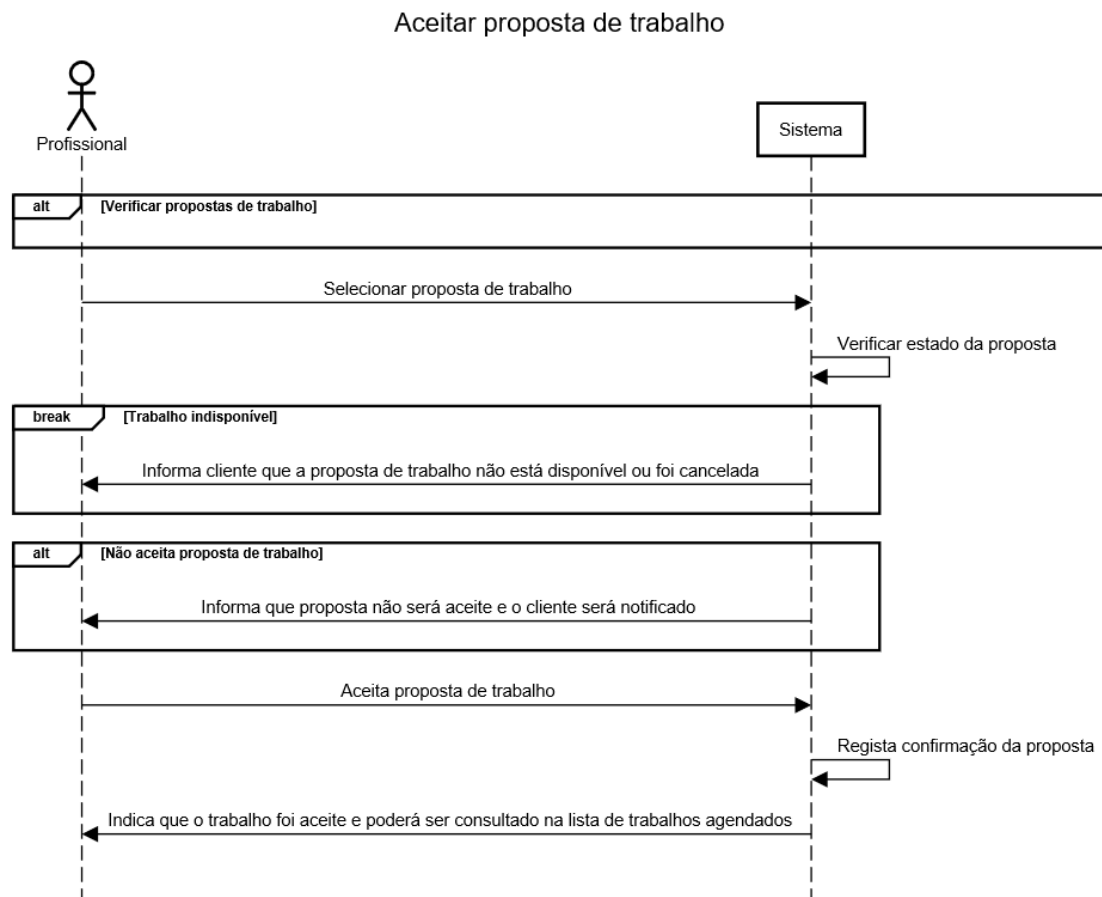 Aceitar proposta de trabalho
Profissional
Sistema
alt [Verificar propostas de trabalho]
Selecionar proposta de trabalho
Verificar estado da proposta
break [Trabalho indisponível]
Informa cliente que a proposta de trabalho não está disponível ou foi cancelada
alt [Não aceita proposta de trabalho]
Informa que proposta não será aceite e o cliente será notificado
Aceita proposta de trabalho
Regista confirmação da proposta
Indica que o trabalho foi aceite e poderá ser consultado na lista de trabalhos agendados